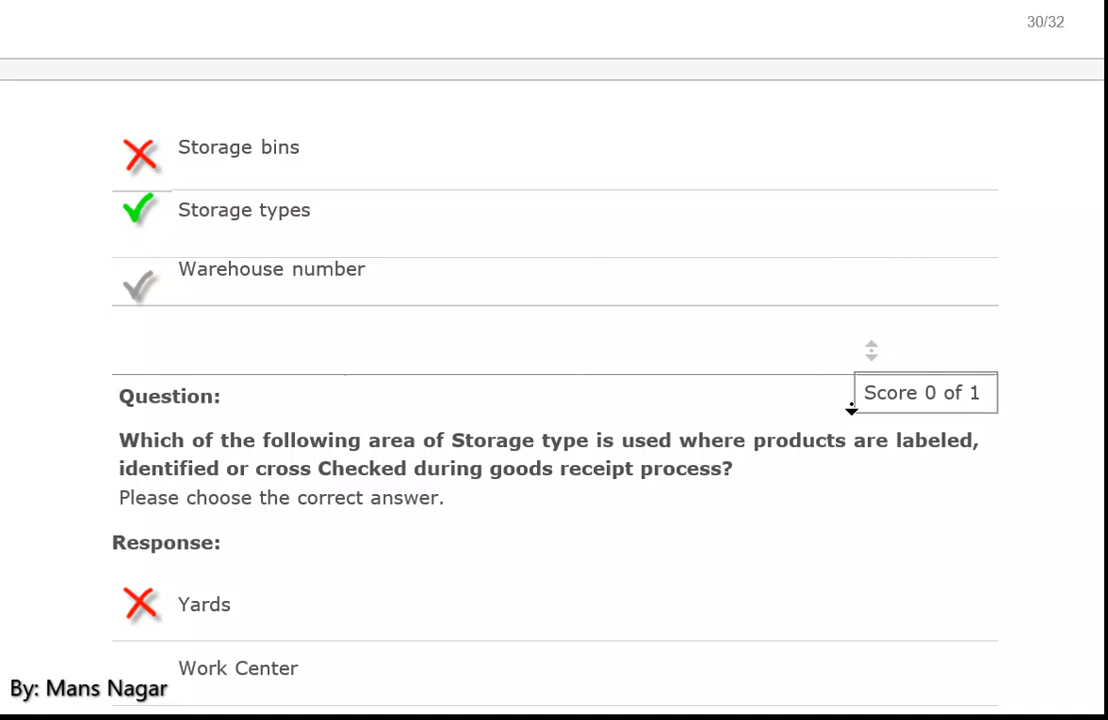 30/32
Storage bins
Storage types
Warehouse number
Question:
Score 0 of 1
Which of the following area of Storage type is used where products are labeled,
identified or cross Checked during goods receipt process?
Please choose the correct answer.
Response:
Yards
Work Center
By: Mans Nagar